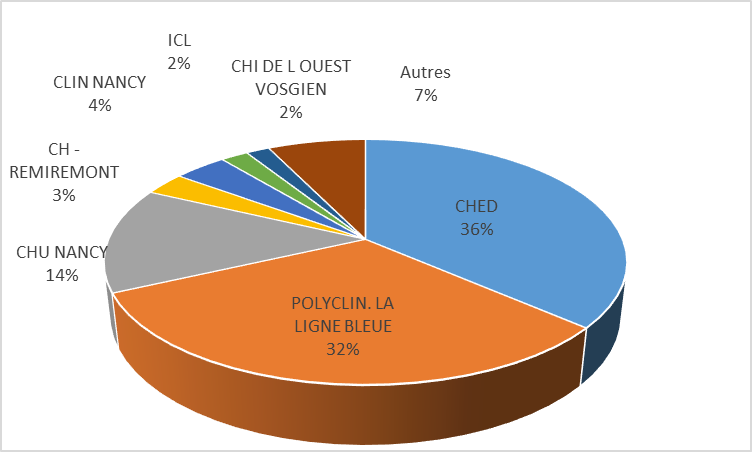 ICL
2%
CHI DE L OUEST
VOSGIEN
2%
Autres
7%
CLIN NANCY
4%
CH -
REMIREMONT
3%
CHED
36%
CHU NANCY
14%
POLYCLIN. LA
LIGNE BLEUE
32%